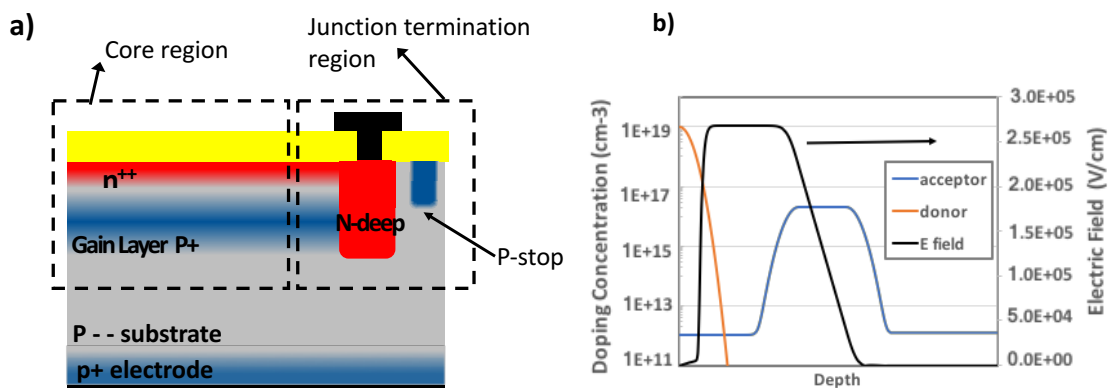 a)
Core region
Junction termination
region
n++
Gain Layer P+
N-deep
P-stop
P - - substrate
p+ electrode
b)
Doping Concentration (cm-3)
1E+19
1E+17
1E+15
1E+13
1E+11
3.0E+05
2.5E+05
2.0E+05
1.5E+05
1.0E+05
5.0E+04
0.0E+00
Electric Field (V/cm)
acceptor
donor
E field
Depth